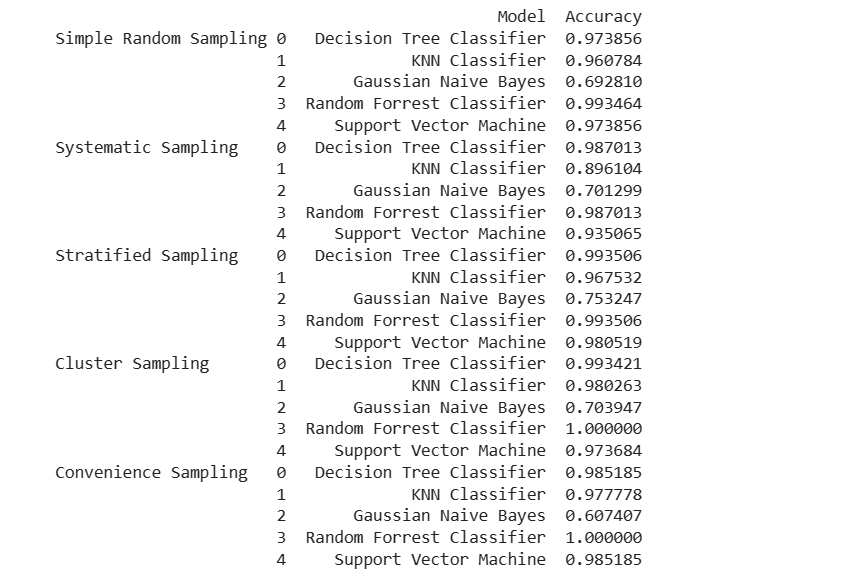 Model Accuracy
Simple Random Sampling 0 Decision Tree Classifier 0.973856
1 KNN Classifier 0.960784
2 Gaussian Naive Bayes 0.692810
3 Random Forrest Classifier 0.993464
4 Support Vector Machine 0.973856
Systematic Sampling 0 Decision Tree Classifier 0.987013
1 KNN Classifier 0.896104
2 Gaussian Naive Bayes 0.701299
3 Random Forrest Classifier 0.987013
4 Support Vector Machine 0.935065
Stratified Sampling 0 Decision Tree Classifier 0.993506
1 KNN Classifier 0.967532
2 Gaussian Naive Bayes 0.753247
3 Random Forrest Classifier 0.993506
4 Support Vector Machine 0.980519
Cluster Sampling 0 Decision Tree Classifier 0.993421
1 KNN Classifier 0.980263
2 Gaussian Naive Bayes 0.703947
3 Random Forrest Classifier 1.000000
4 Support Vector Machine 0.973684
Convenience Sampling 0 Decision Tree Classifier 0.985185
1 KNN Classifier 0.977778
2 Gaussian Naive Bayes 0.607407
3 Random Forrest Classifier 1.000000
4 Support Vector Machine 0.985185